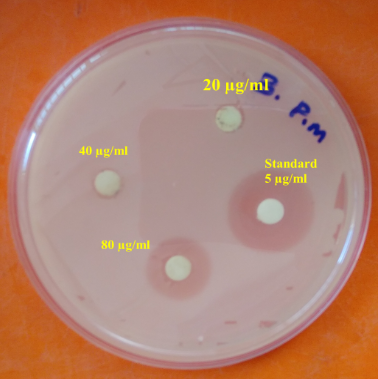 20 µg/ml
B. P.m
40 µg/ml
Standard
5 µg/ml
80 µg/ml